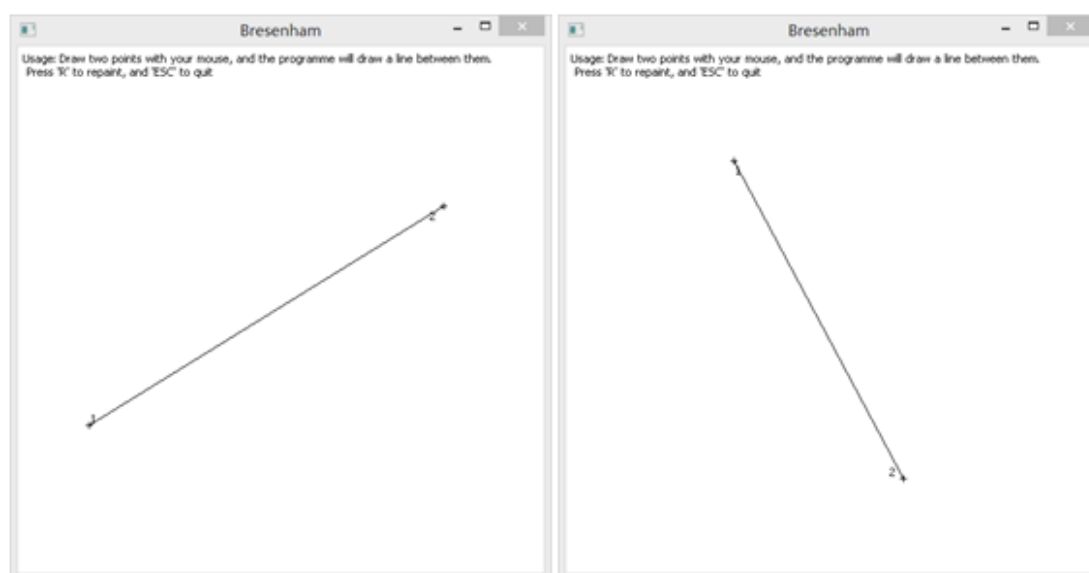 Bresenham
Usage: Draw two points with your mouse, and the programme will draw a line between them.
Press 'R' to repaint, and 'ESC' to quit
2
1
Bresenham
Usage: Draw two points with your mouse, and the programme will draw a line between them.
Press 'R' to repaint, and 'ESC' to quit
1
2